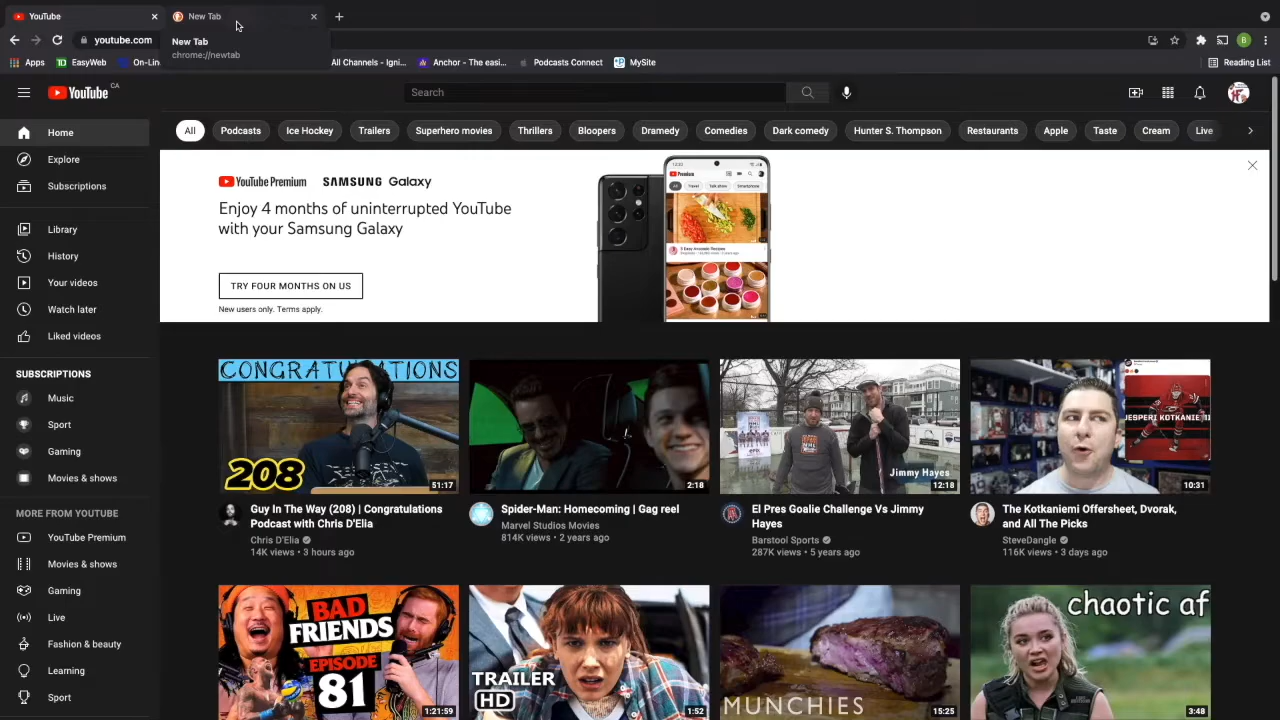 YouTube
New Tab
youtube.com
New Tab
chrome://newtab
Apps
EasyWeb
On-Lin
All Channels - Igni...
Anchor - The easi...
Podcasts Connect
MySite
Reading List
B
YouTube CA
Search
All
Podcasts
Ice Hockey
Trailers
Superhero movies
Thrillers
Bloopers
Dramedy
Comedies
Dark comedy
Hunter S. Thompson
Restaurants
Apple
Taste
Cream
Live
Home
Explore
Subscriptions
Library
History
Your videos
Watch later
Liked videos
SUBSCRIPTIONS
Music
Sport
Gaming
Movies & shows
MORE FROM YOUTUBE
YouTube Premium
Movies & shows
Gaming
Live
Fashion & beauty
Learning
Sport
YouTube PREMIUM SAMSUNG Galaxy
Enjoy 4 months of uninterrupted YouTube
with your Samsung Galaxy
TRY FOUR MONTHS ON US
New users only. Terms apply.
Premium
3 Easy Avocado Recipes
CONGRATULATIONS
208
51:17
Guy In The Way (208) | Congratulations
Podcast with Chris D'Elia
Chris D'Elia
14K views • 3 hours ago
2:18
Spider-Man: Homecoming | Gag reel
Marvel Studios Movies
814K views • 2 years ago
Jimmy Hayes
12:18
El Pres Goalie Challenge Vs Jimmy
Hayes
Barstool Sports
287K views • 5 years ago
JESPERI KOTKANIEMI
10:31
The Kotkaniemi Offersheet, Dvorak,
and All The Picks
SteveDangle
116K views • 3 days ago
BAD
FRIENDS
EPISODE
81
1:21:59
TRAILER
HD
1:52
MUNCHIES
15:25
chaotic af
3:48